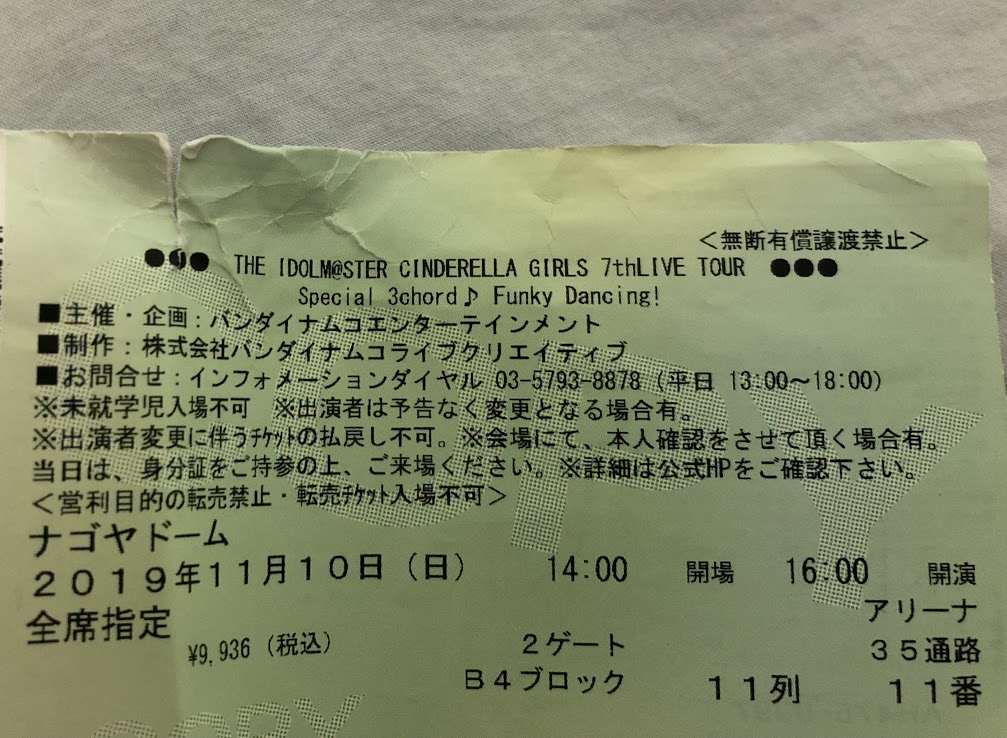 <無断有償譲渡禁止>
●●● THE IDOLM@STER CINDERELLA GIRLS 7thLIVE TOUR ●●●
Special 3chord♪ Funky Dancing!
■主催・企画:バンダイナムコエンターテインメント
■制作:株式会社バンダイナムコライブクリエイティブ
■お問合せ:インフォメーションダイヤル 03-5793-8878 (平日 13:00～18:00)
※未就学児入場不可 ※出演者は予告なく変更となる場合有。
※出演者変更に伴うﾁｹｯﾄの払戻し不可。※会場にて、本人確認をさせて頂く場合有。
当日は、身分証をご持参の上、ご来場ください。※詳細は公式HPをご確認下さい。
<営利目的の転売禁止・転売ﾁｹｯﾄ入場不可>
ナゴヤドーム
２０１９年１１月１０日（日） 14:00 開場 16:00 開演
全席指定 アリーナ
¥9,936 (税込) ２ゲート ３５通路
Ｂ４ブロック １１列 １１番
COPY
COPY